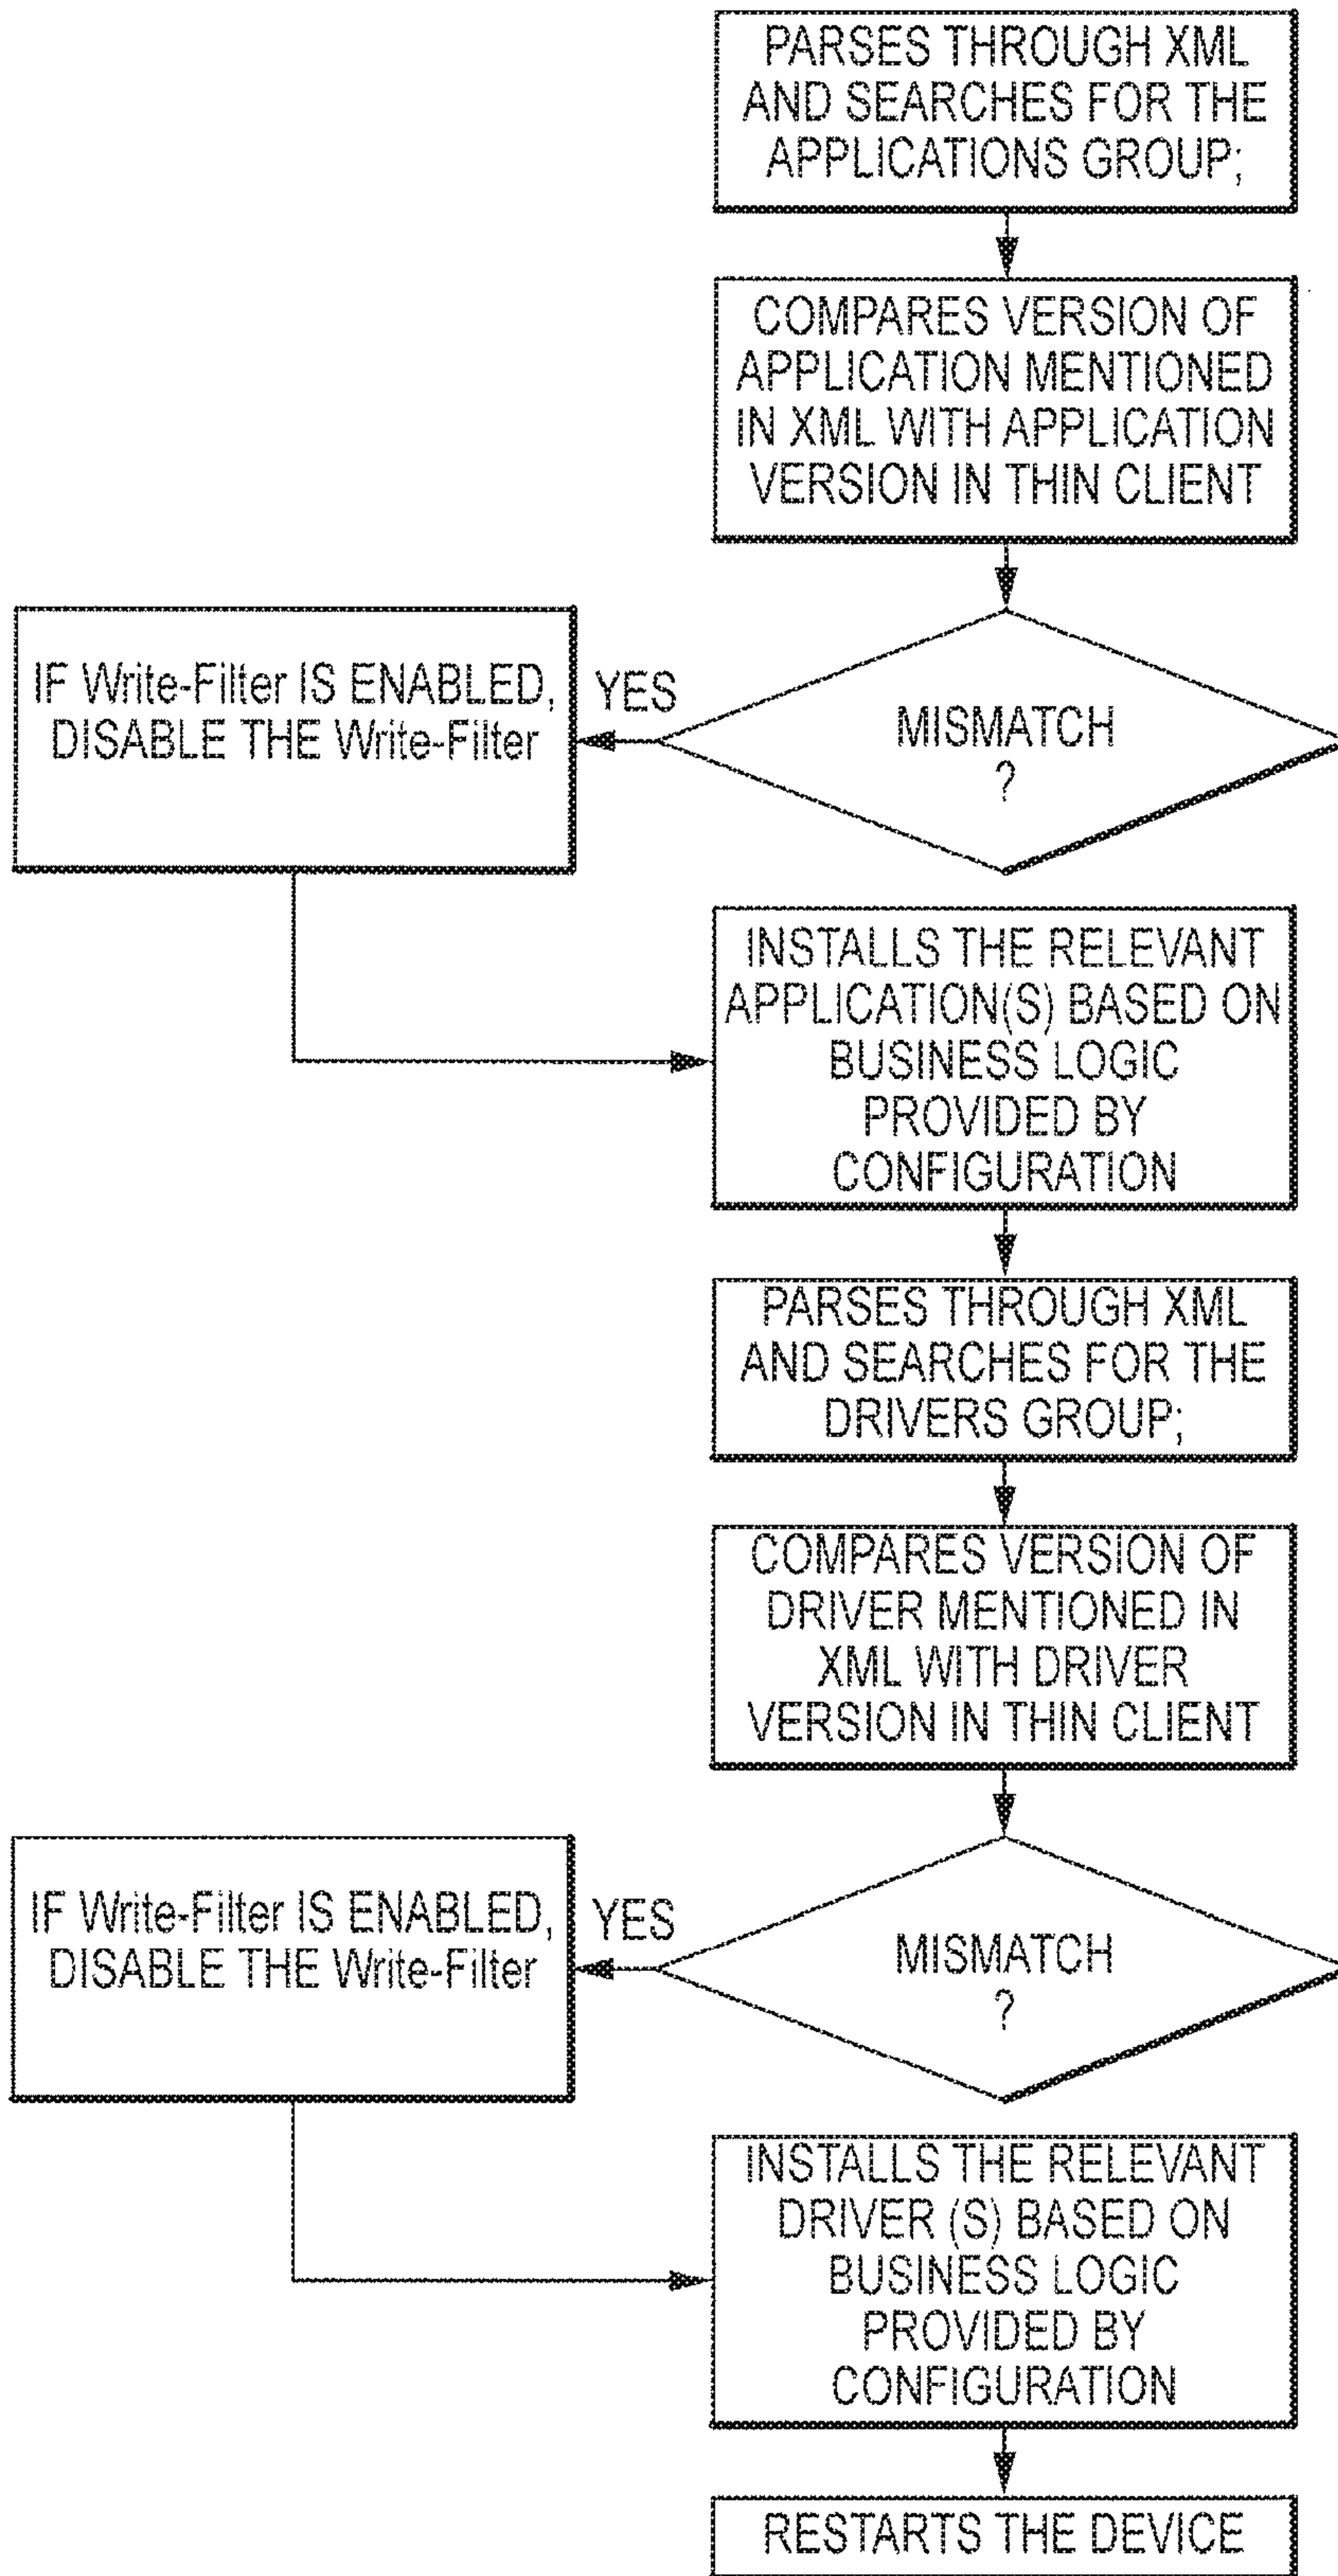 PARSES THROUGH XML
AND SEARCHES FOR THE
APPLICATIONS GROUP;
COMPARES VERSION OF
APPLICATION MENTIONED
IN XML WITH APPLICATION
VERSION IN THIN CLIENT
IF Write-Filter IS ENABLED,
DISABLE THE Write-Filter
YES
MISMATCH
?
INSTALLS THE RELEVANT
APPLICATION(S) BASED ON
BUSINESS LOGIC
PROVIDED BY
CONFIGURATION
PARSES THROUGH XML
AND SEARCHES FOR THE
DRIVERS GROUP;
COMPARES VERSION OF
DRIVER MENTIONED IN
XML WITH DRIVER
VERSION IN THIN CLIENT
IF Write-Filter IS ENABLED,
DISABLE THE Write-Filter
YES
MISMATCH
?
INSTALLS THE RELEVANT
DRIVER (S) BASED ON
BUSINESS LOGIC
PROVIDED BY
CONFIGURATION
RESTARTS THE DEVICE